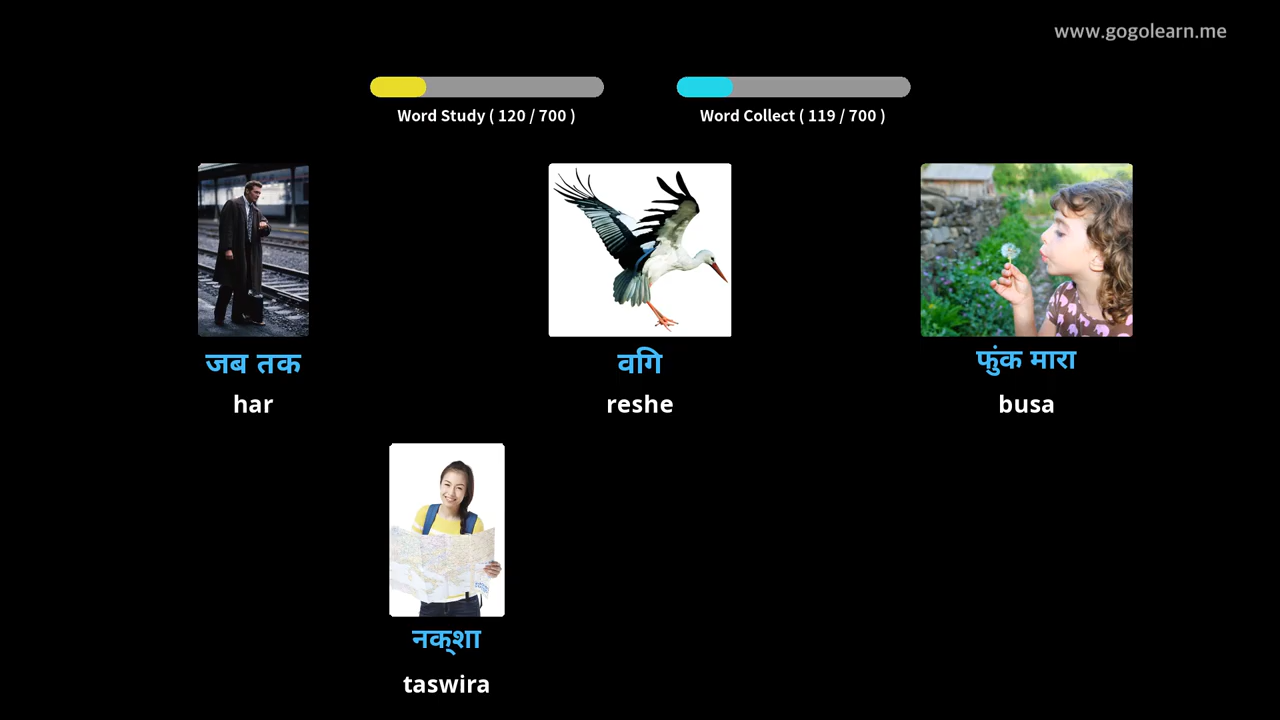 www.gogolearn.me
Word Study ( 120 / 700 )
Word Collect ( 119 / 700 )
जब तक
वगि
फुंक मारा
har
reshe
busa
नक्‌शा
taswira